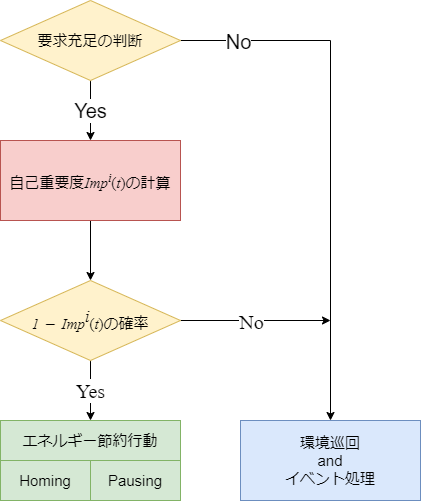 要求充足の判断
No
Yes
自己重要度Imp^i(t)の計算
1 − Imp^i(t)の確率
No
Yes
エネルギー節約行動
Homing
Pausing
環境巡回
and
イベント処理